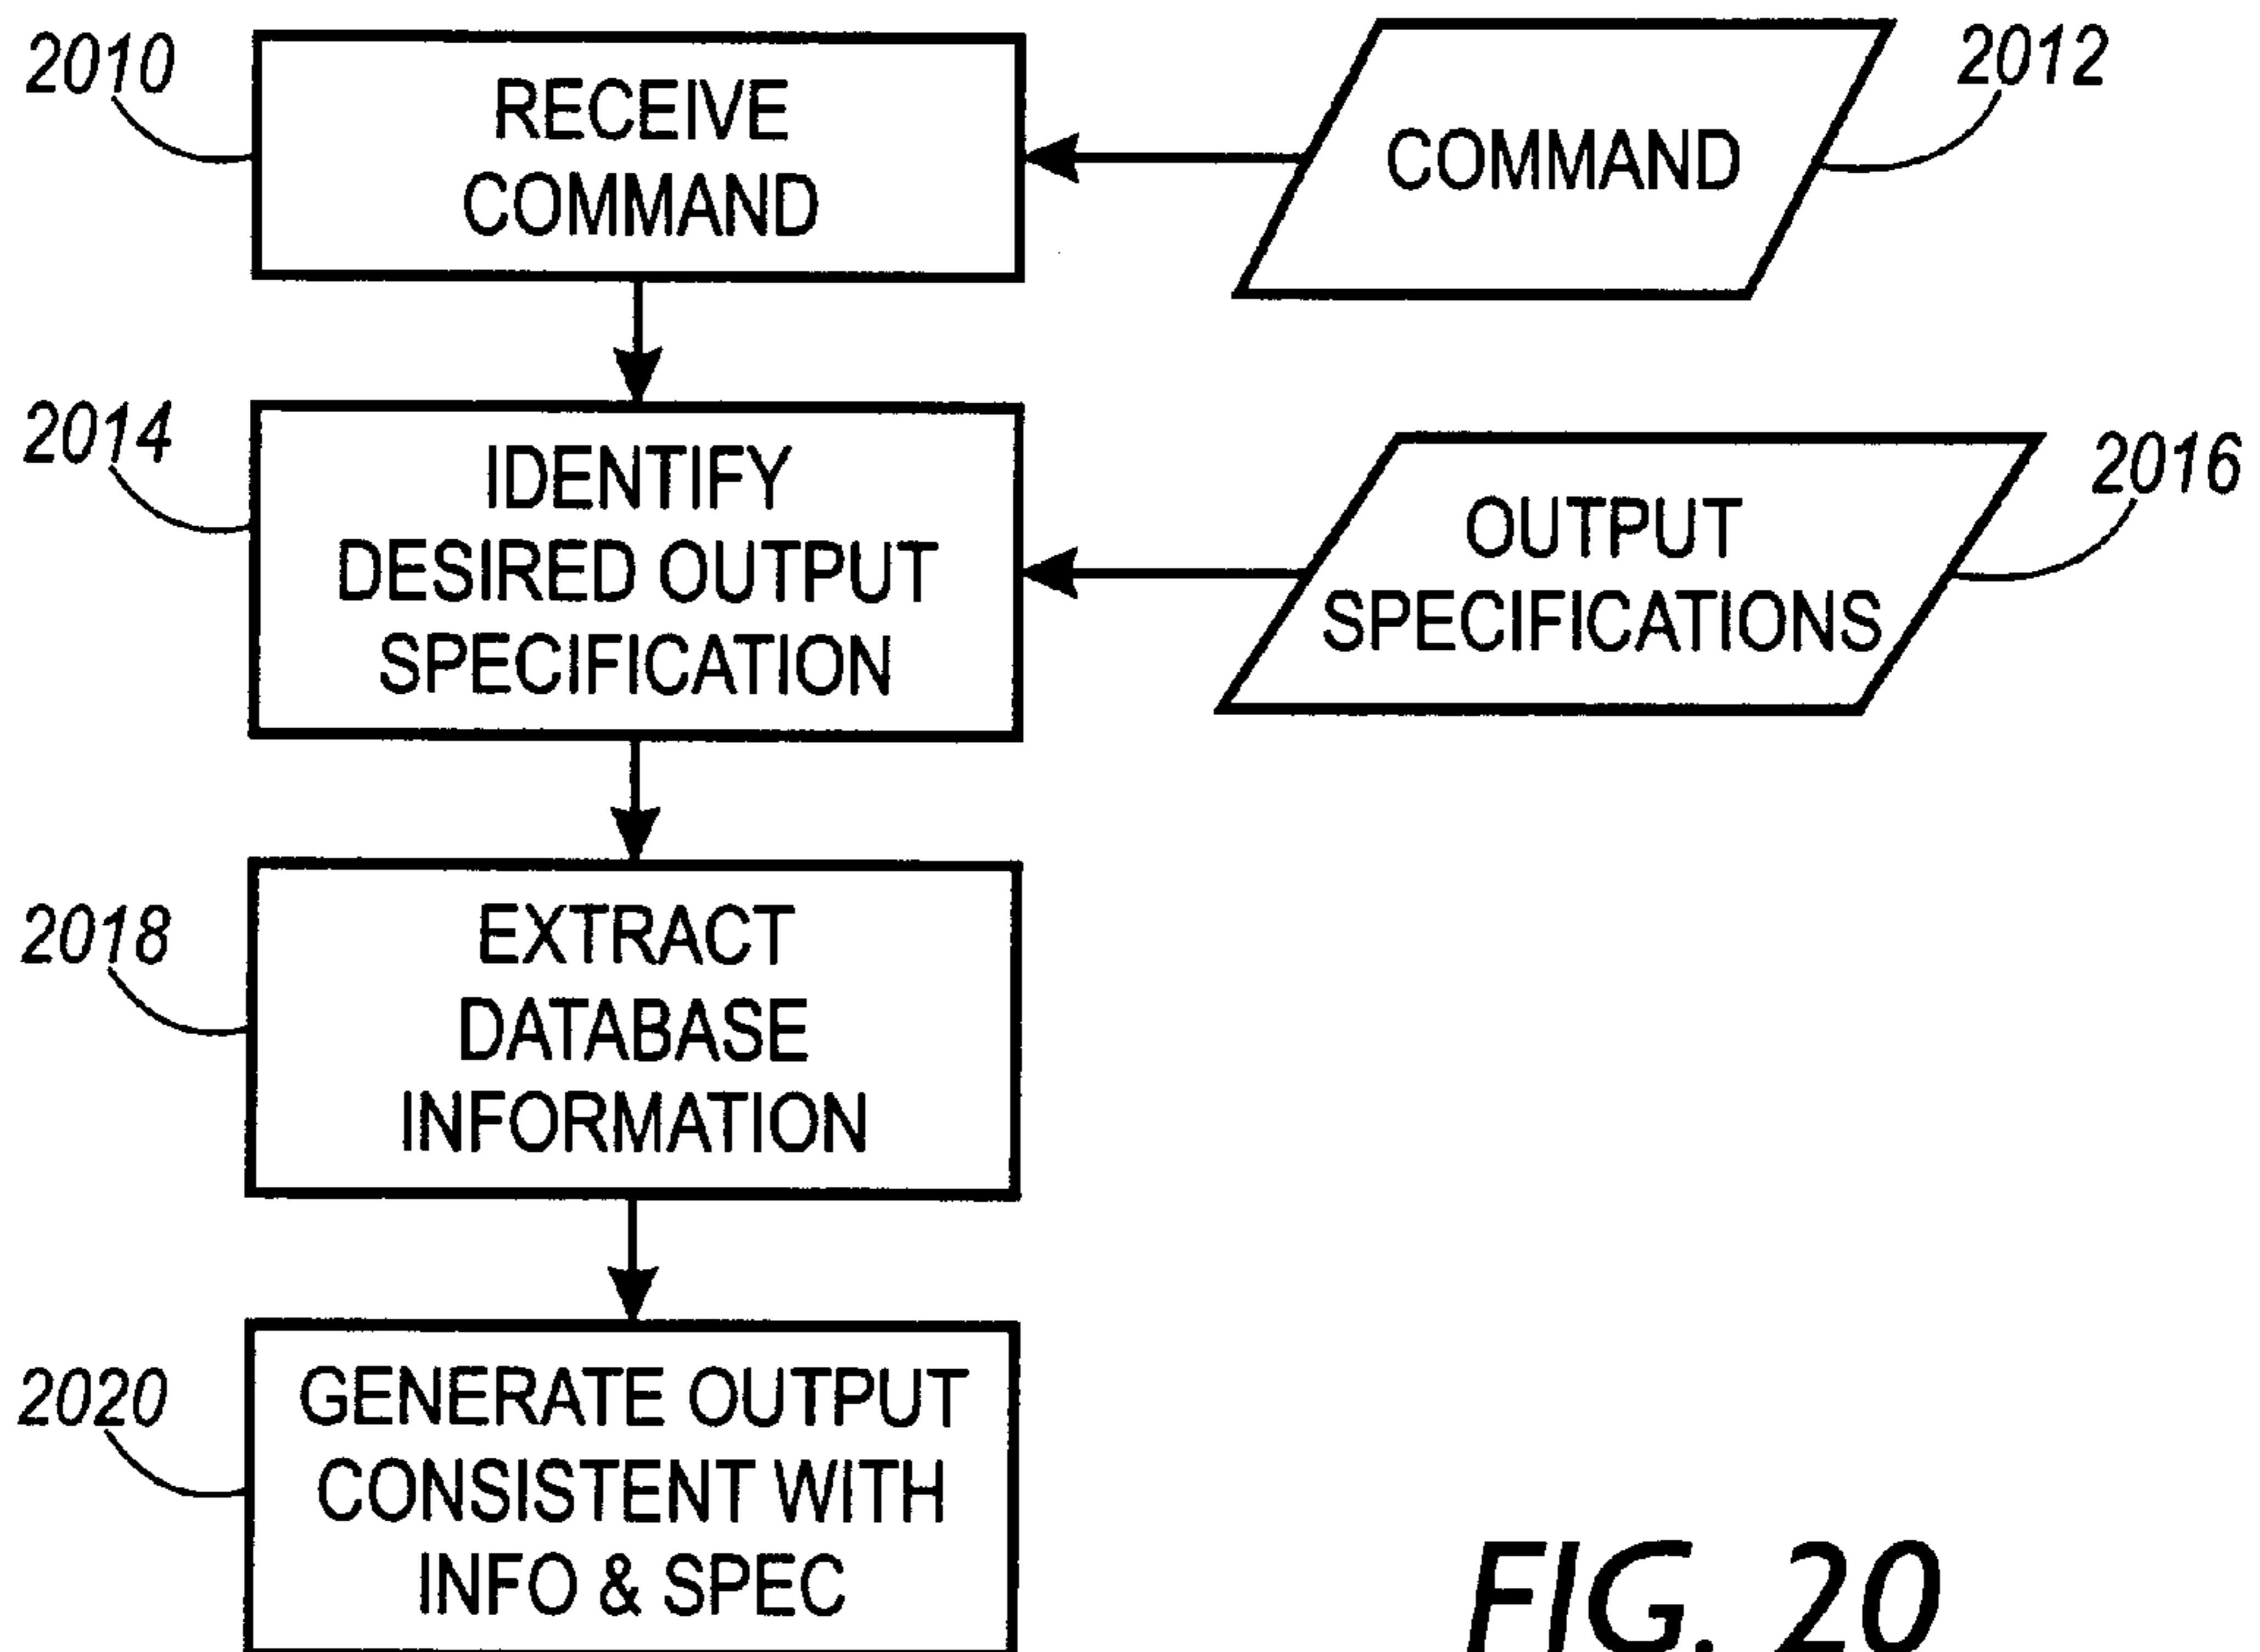 2010
RECEIVE
COMMAND
COMMAND
2012
2014
IDENTIFY
DESIRED OUTPUT
SPECIFICATION
OUTPUT
SPECIFICATIONS
2016
2018
EXTRACT
DATABASE
INFORMATION
2020
GENERATE OUTPUT
CONSISTENT WITH
INFO & SPEC
FIG. 20